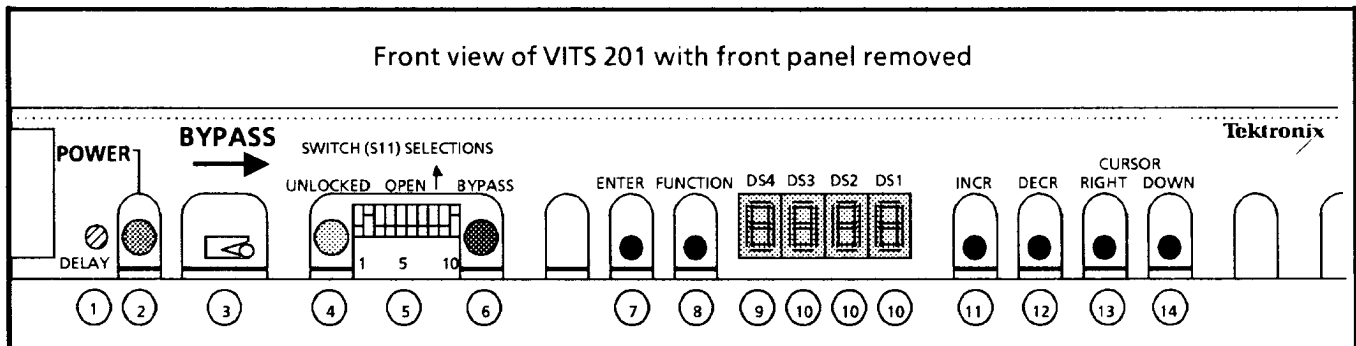 Front view of VITS 201 with front panel removed
Tektronix
POWER
BYPASS
SWITCH (S11) SELECTIONS
CURSOR
UNLOCKED OPEN BYPASS
ENTER FUNCTION DS4 DS3 DS2 DS1
INCR DECR RIGHT DOWN
DELAY
1 5 10
1 2 3 4 5 6 7 8 9 10 10 10 11 12 13 14